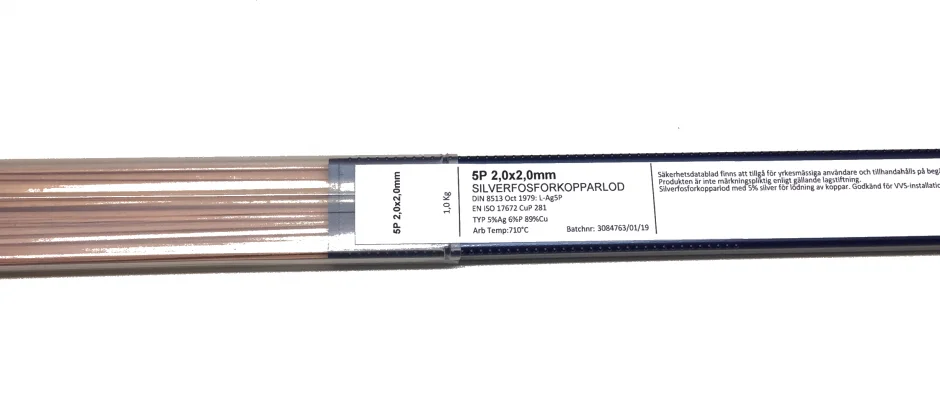 5P 2,0x2,0mm
1,0 Kg
5P 2,0x2,0mm
SILVERFOSFORKOPPARLOD
DIN 8513 Oct 1979: L-Ag5P
EN ISO 17672 CuP 281
TYP 5%Ag 6%P 89%Cu
Arb Temp:710°C Batchnr: 3084763/01/19
Säkerhetsdatablad finns att tillgå för yrkesmässiga användare och tillhandahålls på
Produkten är inte märkningspliktig enligt gällande lagstiftning.
Silverfosforkopparlod med 5% silver för lödning av koppar. Godkänd för